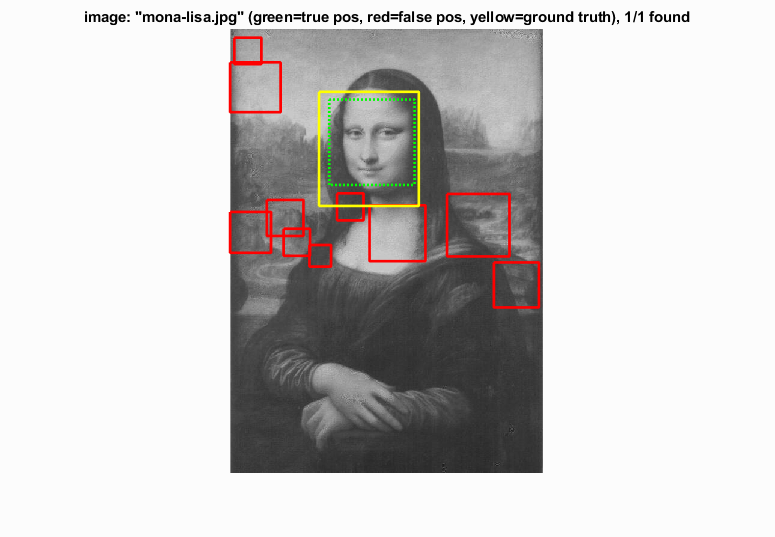 image: "mona-lisa.jpg" (green=true pos, red=false pos, yellow=ground truth), 1/1 found